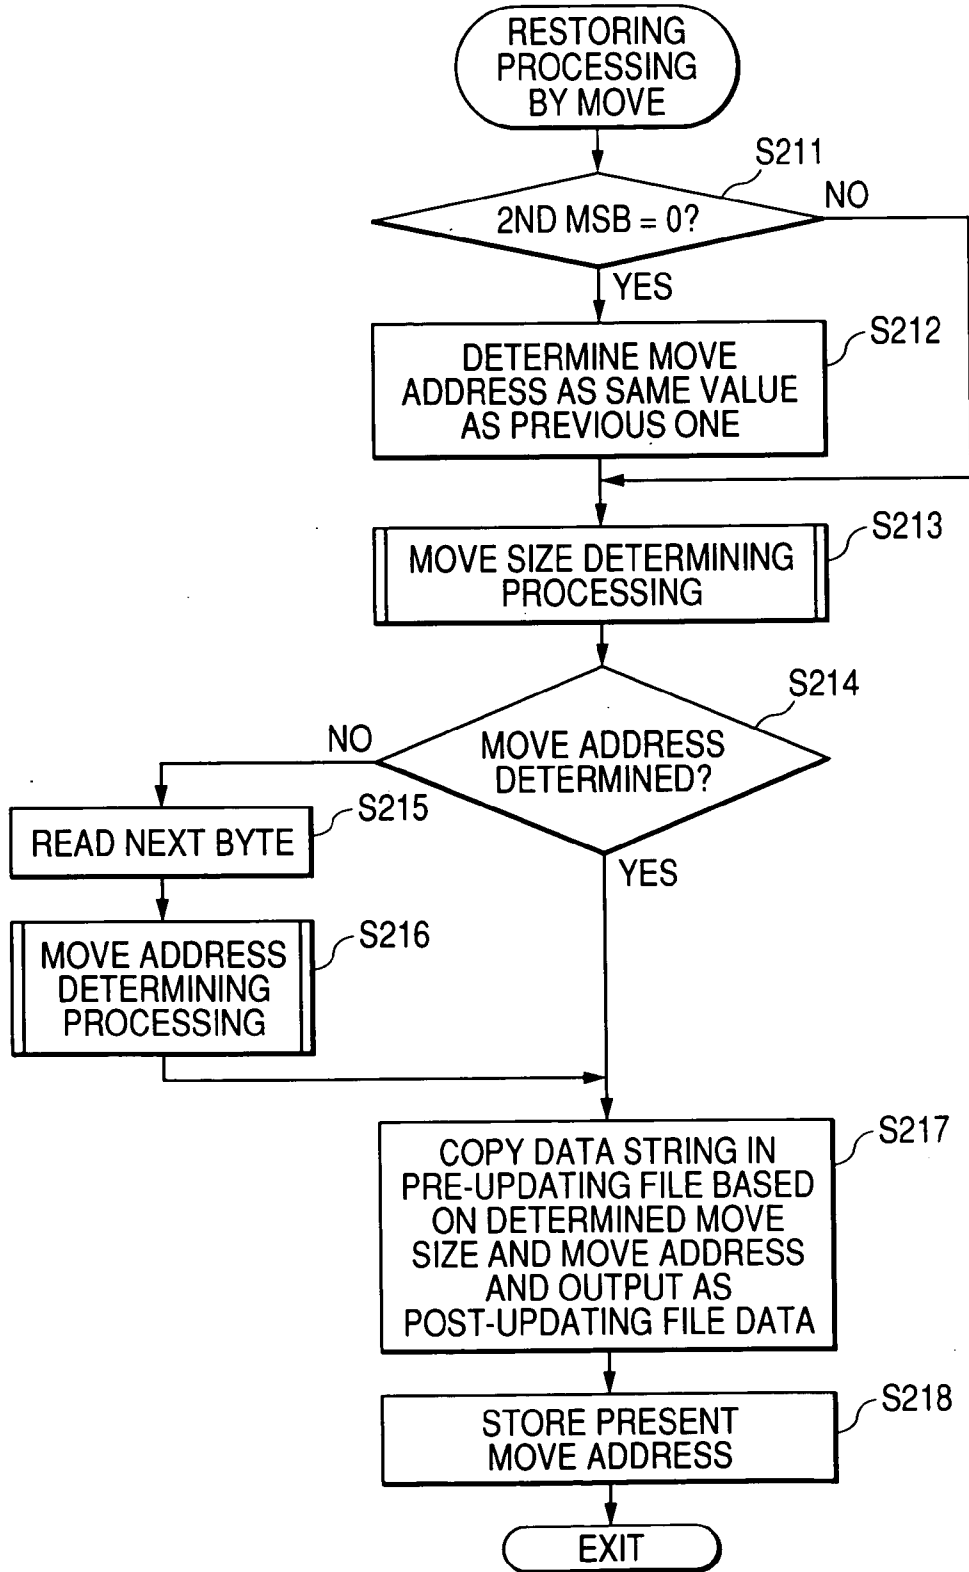 RESTORING
PROCESSING
BY MOVE
S211
2ND MSB = 0?
NO
YES
S212
DETERMINE MOVE
ADDRESS AS SAME VALUE
AS PREVIOUS ONE
S213
MOVE SIZE DETERMINING
PROCESSING
S214
MOVE ADDRESS
DETERMINED?
NO
YES
S215
READ NEXT BYTE
S216
MOVE ADDRESS
DETERMINING
PROCESSING
S217
COPY DATA STRING IN
PRE-UPDATING FILE BASED
ON DETERMINED MOVE
SIZE AND MOVE ADDRESS
AND OUTPUT AS
POST-UPDATING FILE DATA
S218
STORE PRESENT
MOVE ADDRESS
EXIT